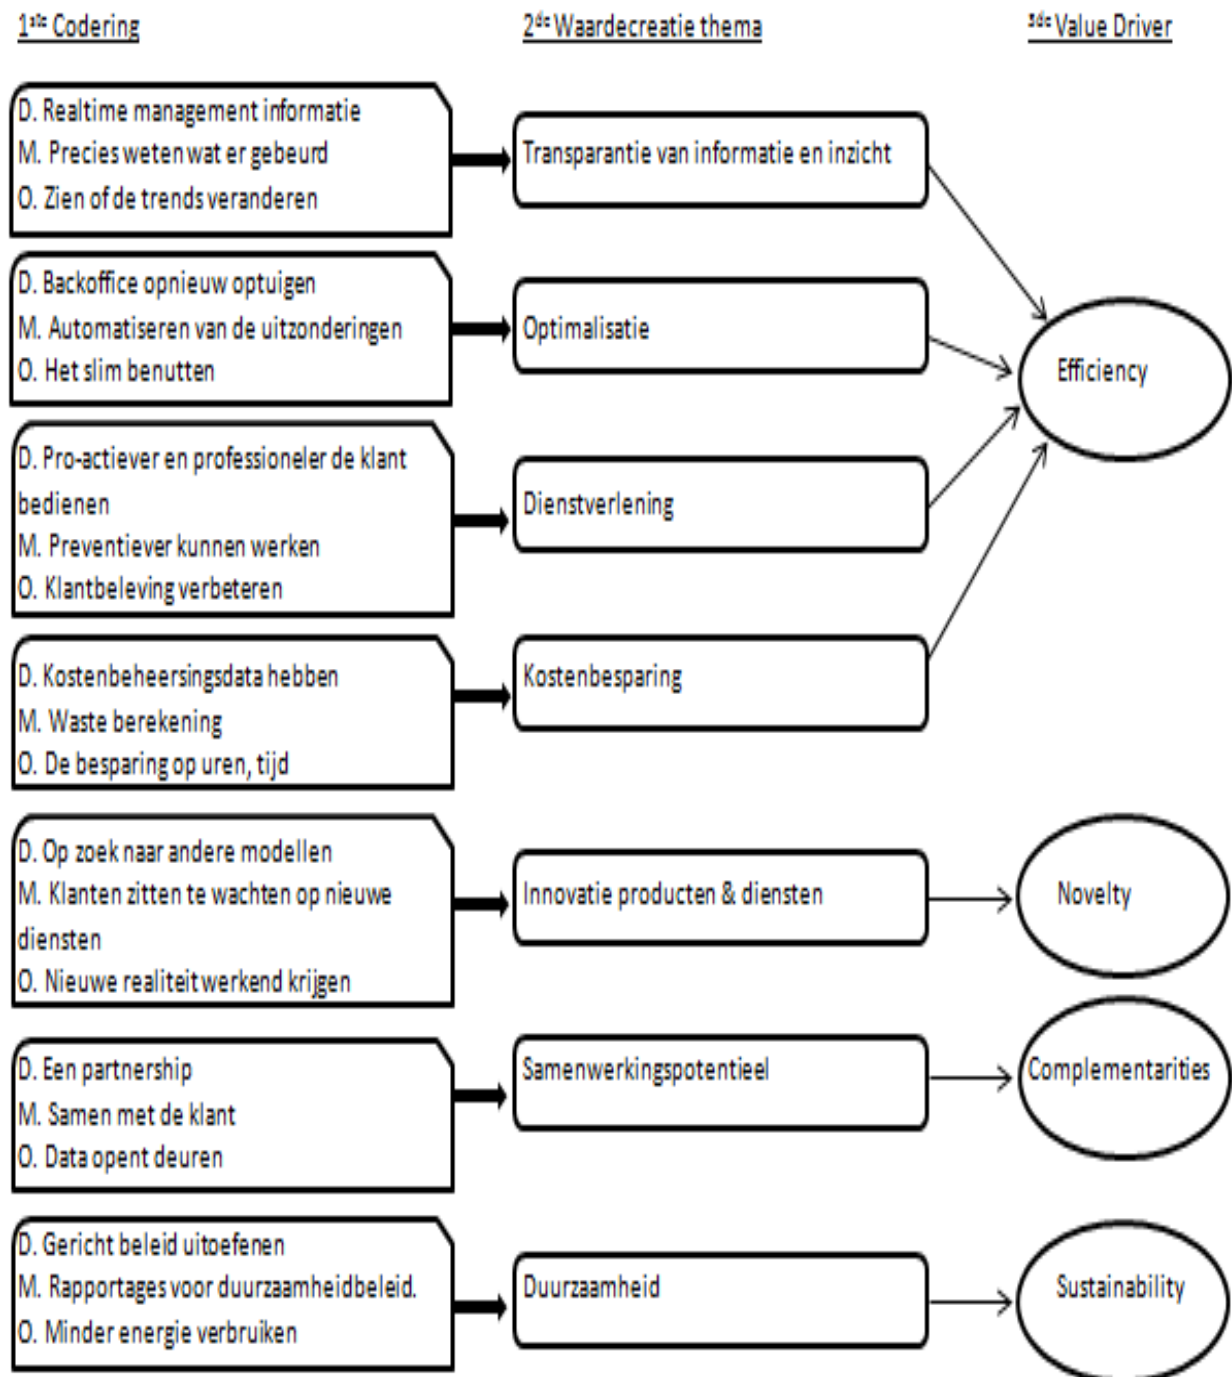 1ste Codering
2de Waardecreatie thema
3de Value Driver
D. Realtime management informatie
M. Precies weten wat er gebeurd
O. Zien of de trends veranderen
Transparantie van informatie en inzicht
D. Backoffice opnieuw optuigen
M. Automatiseren van de uitzonderingen
O. Het slim benutten
Optimalisatie
Efficiency
D. Pro-actiever en professioneler de klant
bedienen
M. Preventiever kunnen werken
O. Klantbeleving verbeteren
Dienstverlening
D. Kostenbeheersingsdata hebben
M. Waste berekening
O. De besparing op uren, tijd
Kostenbesparing
D. Op zoek naar andere modellen
M. Klanten zitten te wachten op nieuwe
diensten
O. Nieuwe realiteit werkend krijgen
Innovatie producten & diensten
Novelty
D. Een partnership
M. Samen met de klant
O. Data opent deuren
Samenwerkingspotentieel
Complementarities
D. Gericht beleid uitoefenen
M. Rapportages voor duurzaamheidbeleid.
O. Minder energie verbruiken
Duurzaamheid
Sustainability